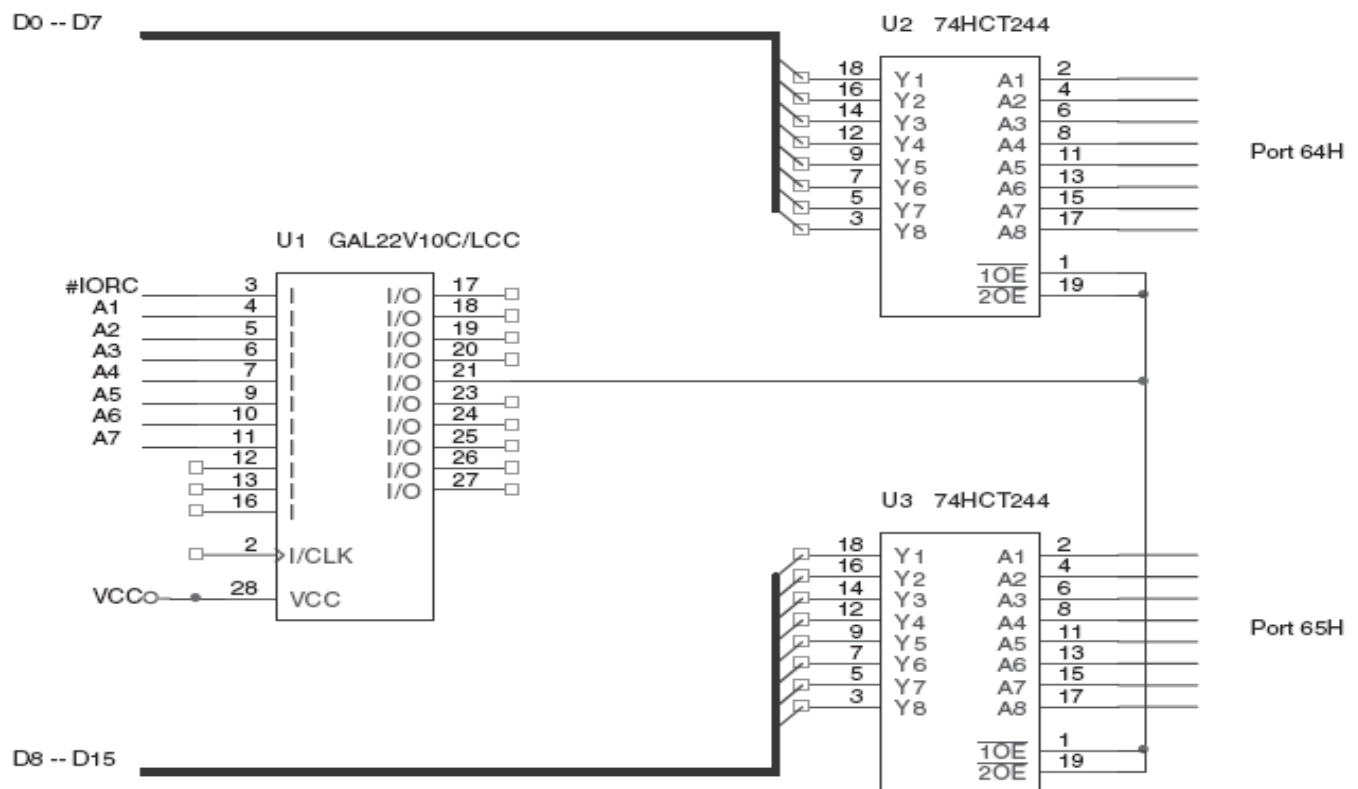 D0 -- D7
U2 74HCT244
18 Y1 A1 2
16 Y2 A2 4
14 Y3 A3 6
12 Y4 A4 8
9 Y5 A5 11
7 Y6 A6 13
5 Y7 A7 15
3 Y8 A8 17
1OE 1
2OE 19
Port 64H
U1 GAL22V10C/LCC
#IORC 3 I I/O 17
A1 4 I I/O 18
A2 5 I I/O 19
A3 6 I I/O 20
A4 7 I I/O 21
A5 9 I I/O 23
A6 10 I I/O 24
A7 11 I I/O 25
12 I I/O 26
13 I I/O 27
16 I
2 I/CLK
VCC 28 VCC
U3 74HCT244
18 Y1 A1 2
16 Y2 A2 4
14 Y3 A3 6
12 Y4 A4 8
9 Y5 A5 11
7 Y6 A6 13
5 Y7 A7 15
3 Y8 A8 17
1OE 1
2OE 19
Port 65H
D8 -- D15